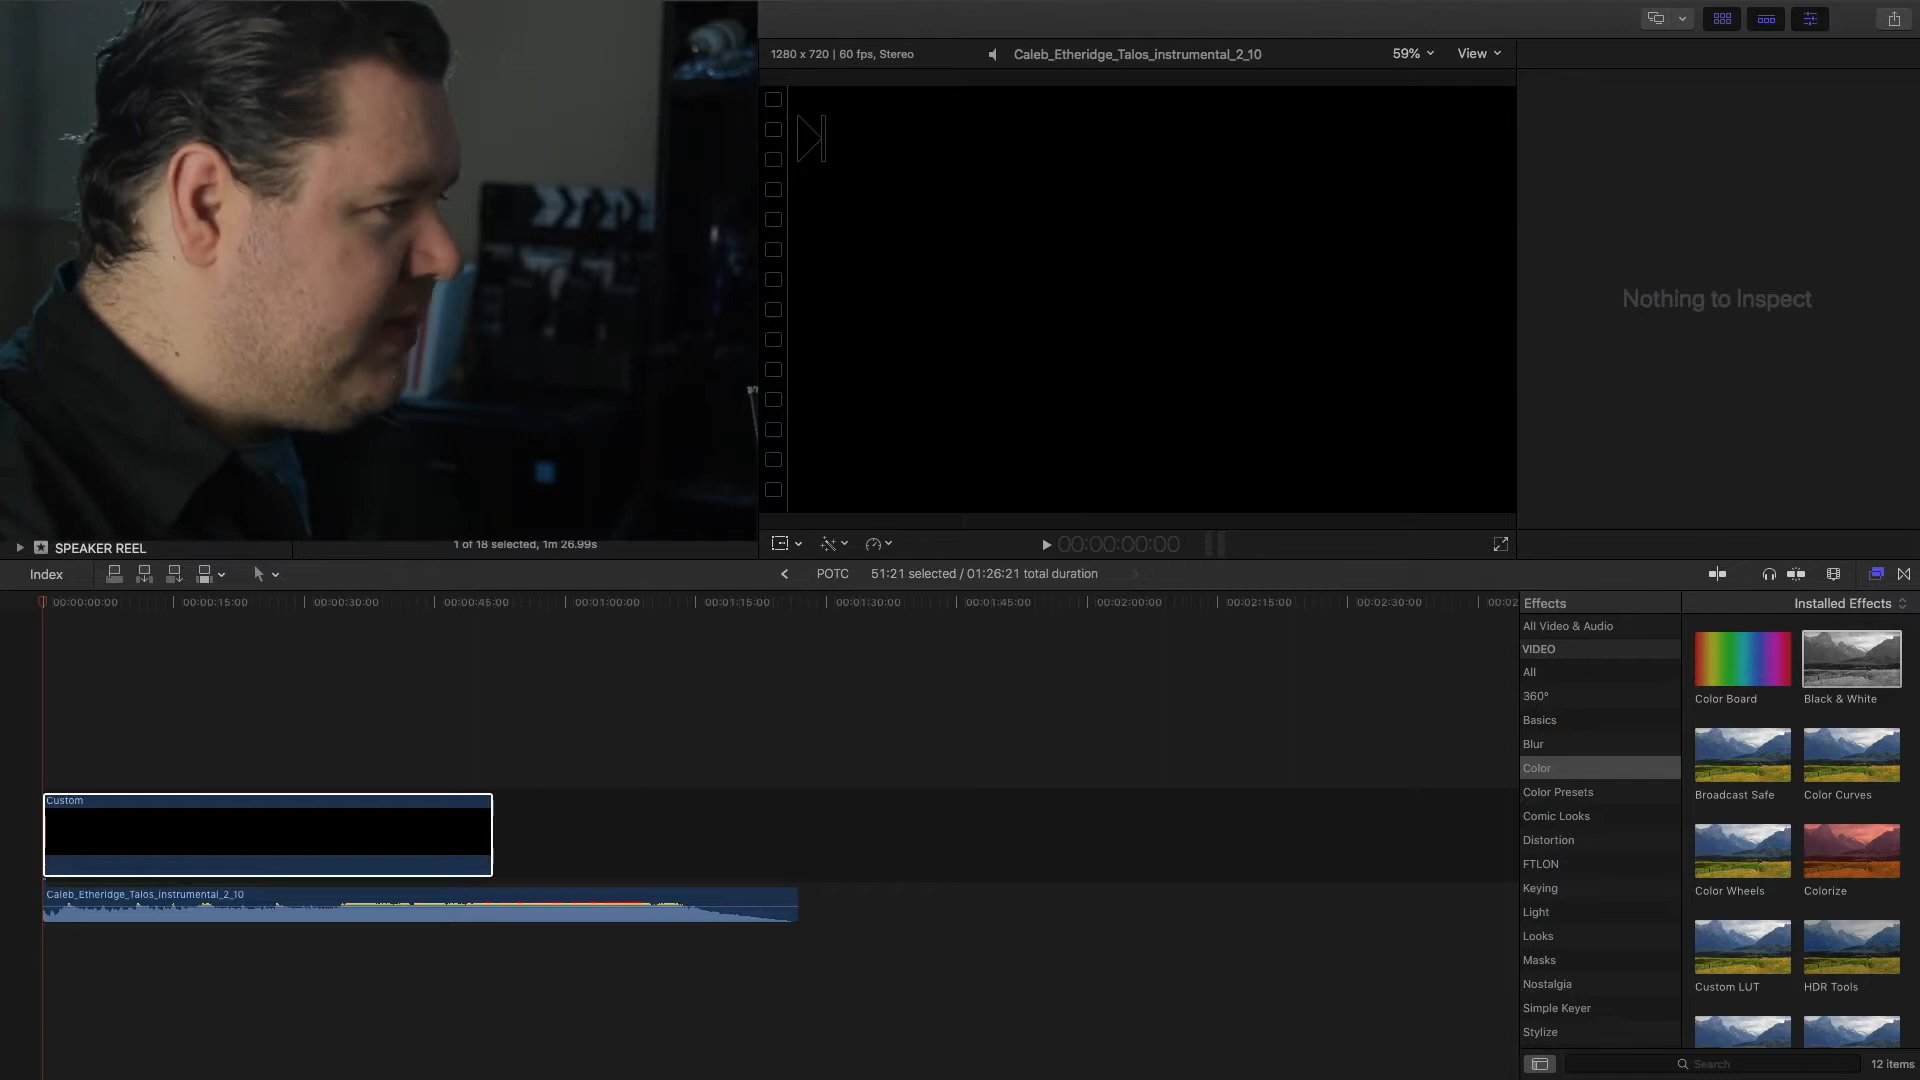 1280 x 720 | 60 fps, Stereo
Caleb_Etheridge_Talos_instrumental_2_10
59%
View
Nothing to Inspect
SPEAKER REEL
1 of 18 selected, 1m 26.99s
00:00:00:00
Index
POTC
51:21 selected / 01:26:21 total duration
00:00:00:00
00:00:15:00
00:00:30:00
00:00:45:00
00:01:00:00
00:01:15:00
00:01:30:00
00:01:45:00
00:02:00:00
00:02:15:00
00:02:30:00
00:02
Custom
Caleb_Etheridge_Talos_instrumental_2_10
Effects
Installed Effects
All Video & Audio
VIDEO
All
360°
Basics
Blur
Color
Color Presets
Comic Looks
Distortion
FTLON
Keying
Light
Looks
Masks
Nostalgia
Simple Keyer
Stylize
Color Board
Black & White
Broadcast Safe
Color Curves
Color Wheels
Colorize
Custom LUT
HDR Tools
Search
12 items